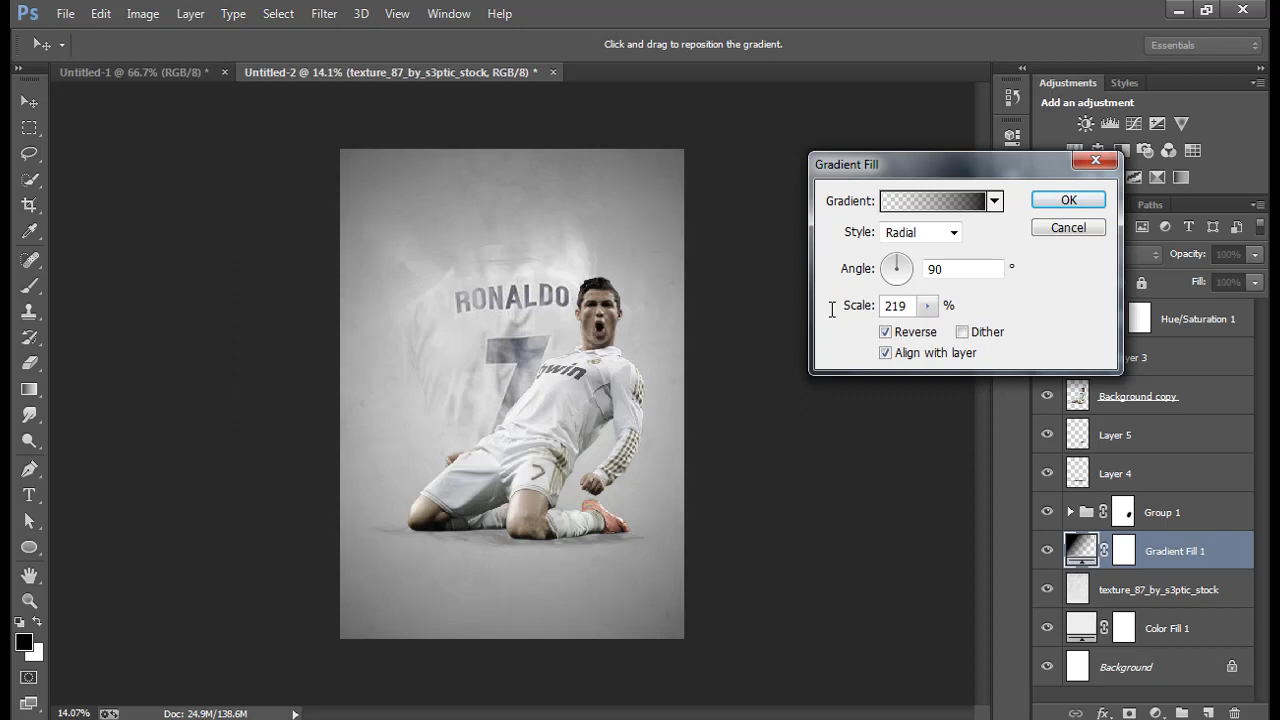 Ps File Edit Image Layer Type Select Filter 3D View Window Help
Click and drag to reposition the gradient.
Essentials
Untitled-1 @ 66.7% (RGB/8) * × Untitled-2 @ 14.1% (texture_87_by_s3ptic_stock, RGB/8) * ×
Adjustments Styles
Add an adjustment
Gradient Fill
Gradient:
OK
Style: Radial
Cancel
Angle: 90 °
Scale: 219 %
Reverse Dither
Align with layer
Paths
Opacity: 100%
Fill: 100%
Hue/Saturation 1
yer 3
Background copy
Layer 5
Layer 4
Group 1
Gradient Fill 1
texture_87_by_s3ptic_stock
Color Fill 1
Background
RONALDO
7
bwin
14.07% Doc: 24.9M/138.6M